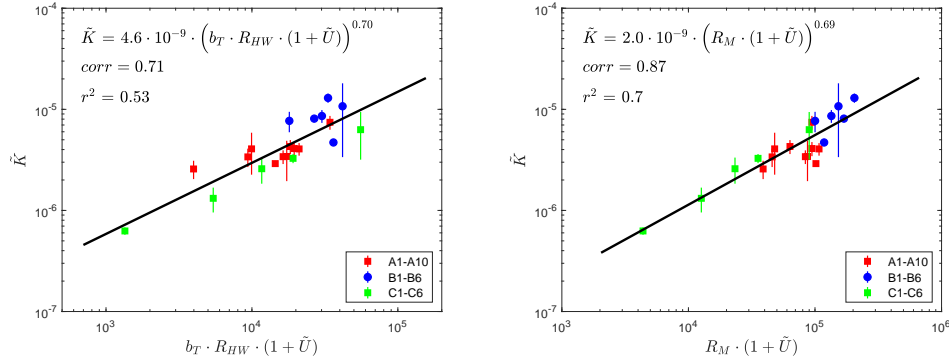 K̃ = 4.6 · 10⁻⁹ · (b_T · R_HW · (1 + Ũ))^0.70
corr = 0.71
r² = 0.53
10⁻⁴
10⁻⁵
10⁻⁶
10⁻⁷
K̃
A1-A10
B1-B6
C1-C6
10³
10⁴
10⁵
b_T · R_HW · (1 + Ũ)
K̃ = 2.0 · 10⁻⁹ · (R_M · (1 + Ũ))^0.69
corr = 0.87
r² = 0.7
10⁻⁴
10⁻⁵
10⁻⁶
10⁻⁷
K̃
A1-A10
B1-B6
C1-C6
10³
10⁴
10⁵
10⁶
R_M · (1 + Ũ)